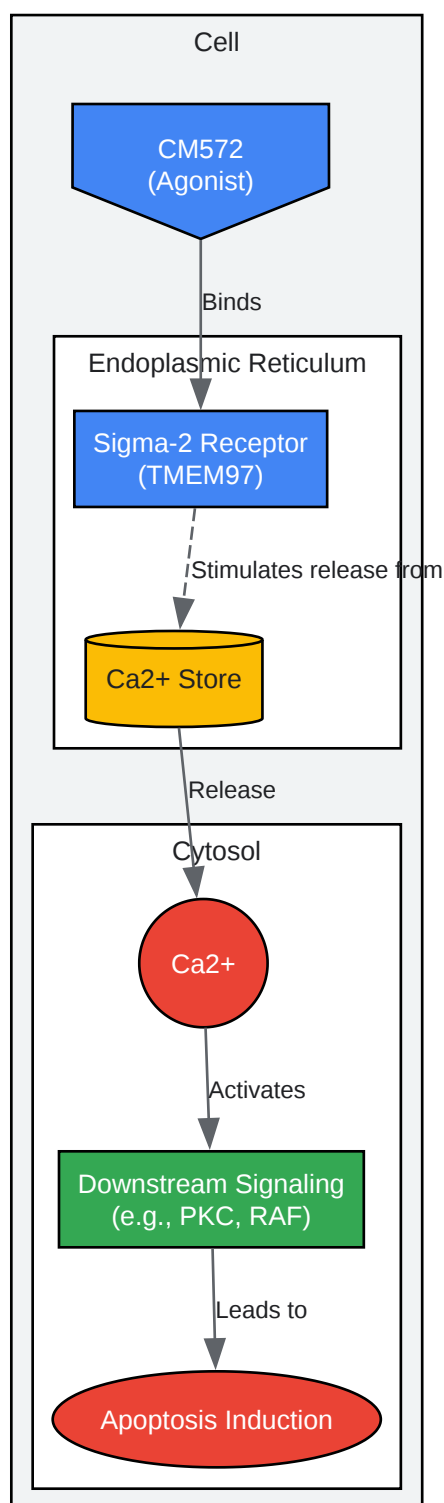 Cell
CM572
(Agonist)
Binds
Endoplasmic Reticulum
Sigma-2 Receptor
(TMEM97)
Stimulates release from
Ca2+ Store
Release
Cytosol
Ca2+
Activates
Downstream Signaling
(e.g., PKC, RAF)
Leads to
Apoptosis Induction